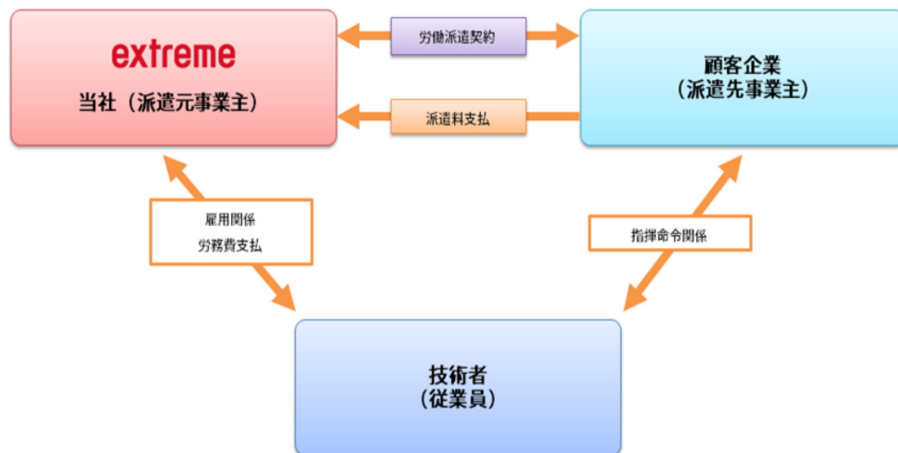 extreme
当社（派遣元事業主）
労働派遣契約
派遣料支払
顧客企業
（派遣先事業主）
雇用関係
労務費支払
指揮命令関係
技術者
（従業員）